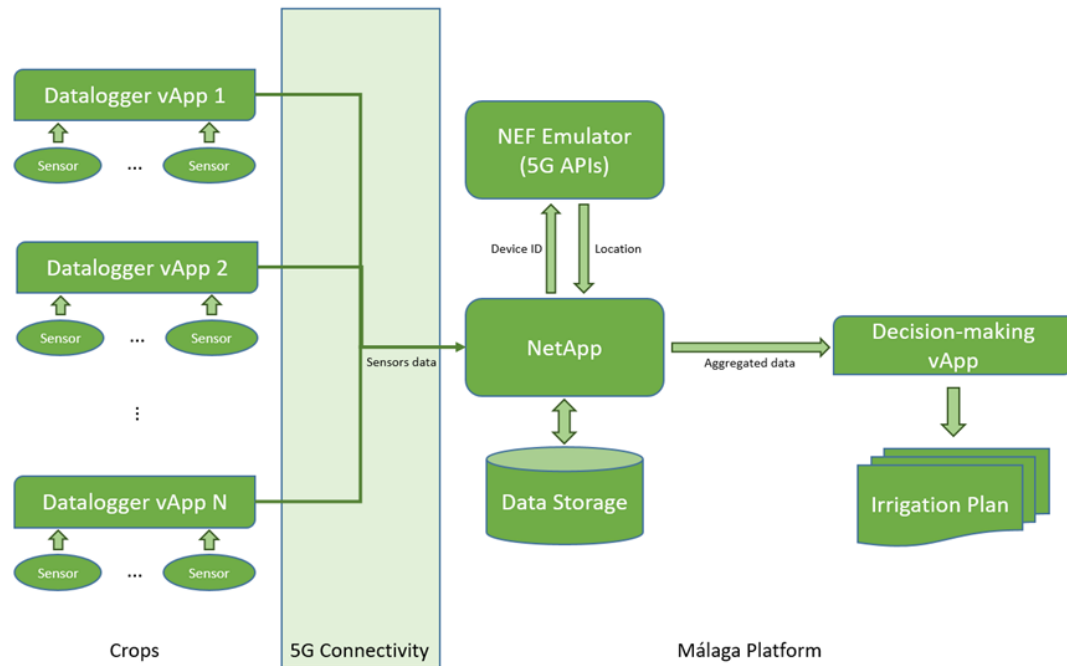 Datalogger vApp 1
Sensor
...
Sensor
Datalogger vApp 2
Sensor
...
Sensor
...
Datalogger vApp N
Sensor
...
Sensor
Crops
5G Connectivity
Sensors data
NEF Emulator
(5G APIs)
Device ID
Location
NetApp
Aggregated data
Decision-making
vApp
Data Storage
Irrigation Plan
Málaga Platform